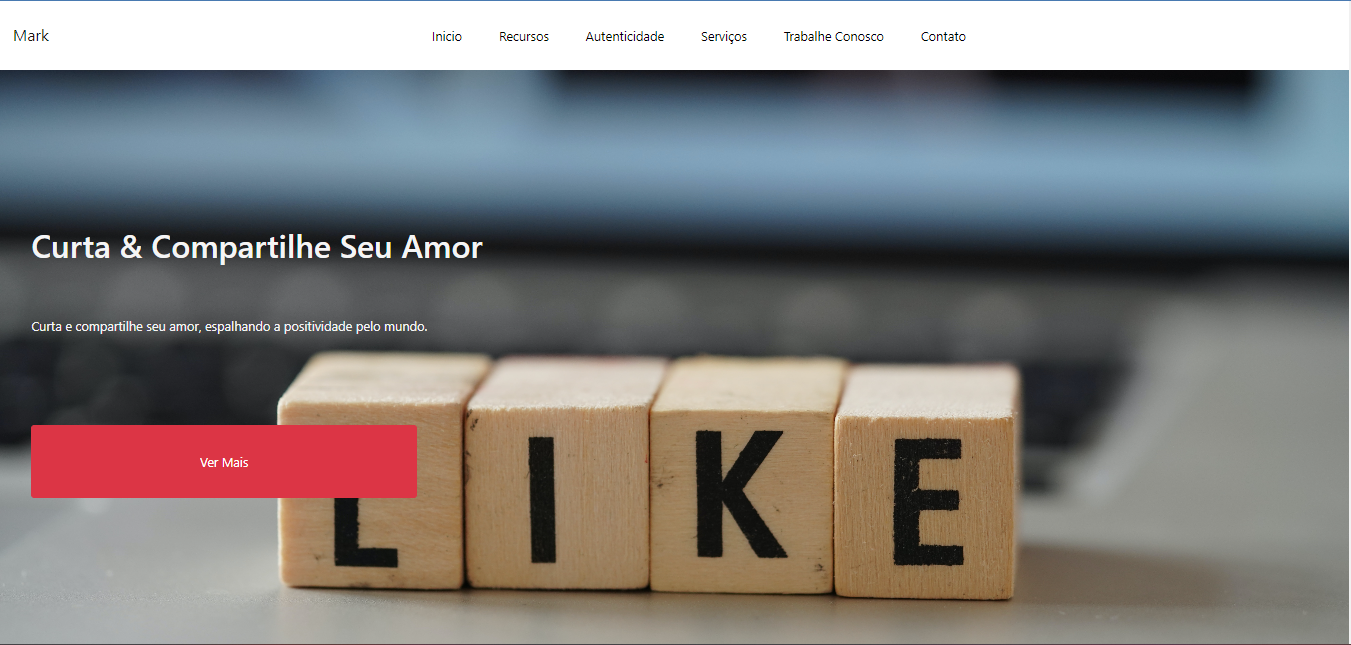 Mark
Inicio Recursos Autenticidade Serviços Trabalhe Conosco Contato
Curta & Compartilhe Seu Amor
Curta e compartilhe seu amor, espalhando a positividade pelo mundo.
Ver Mais
LIKE